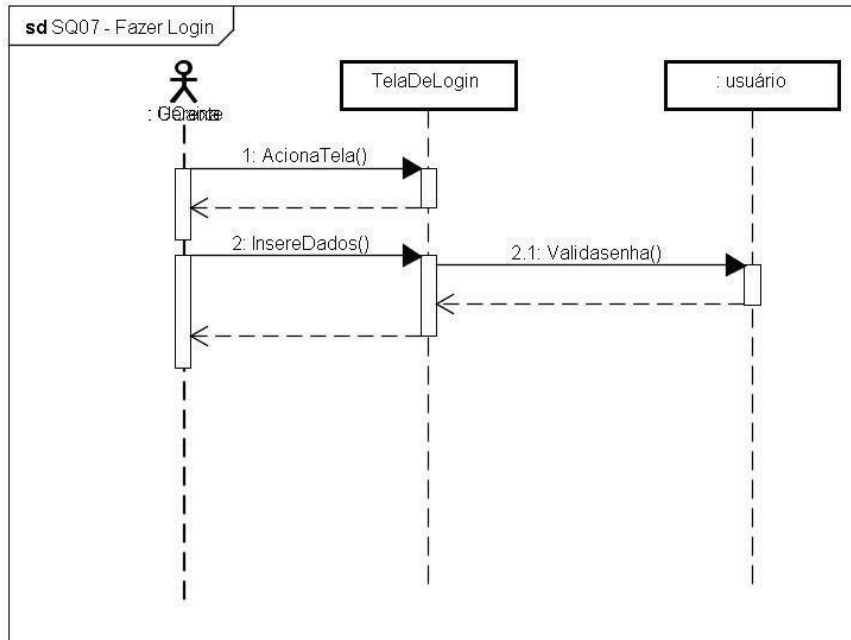 sd SQ07 - Fazer Login
TelaDeLogin
: usuário
1: AcionaTela()
2: InsereDados()
2.1: Validasenha()